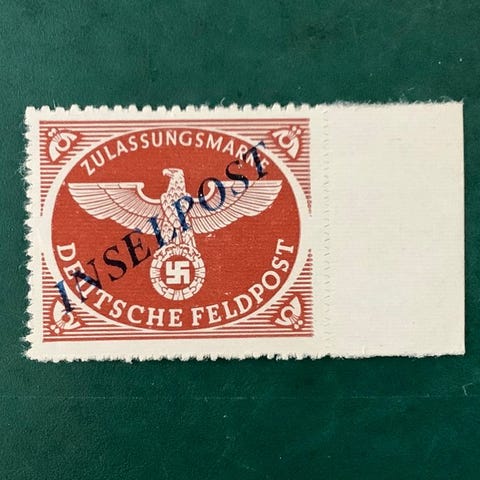 ZULASSUNGSMARKE
INSELPOST
DEUTSCHE FELDPOST